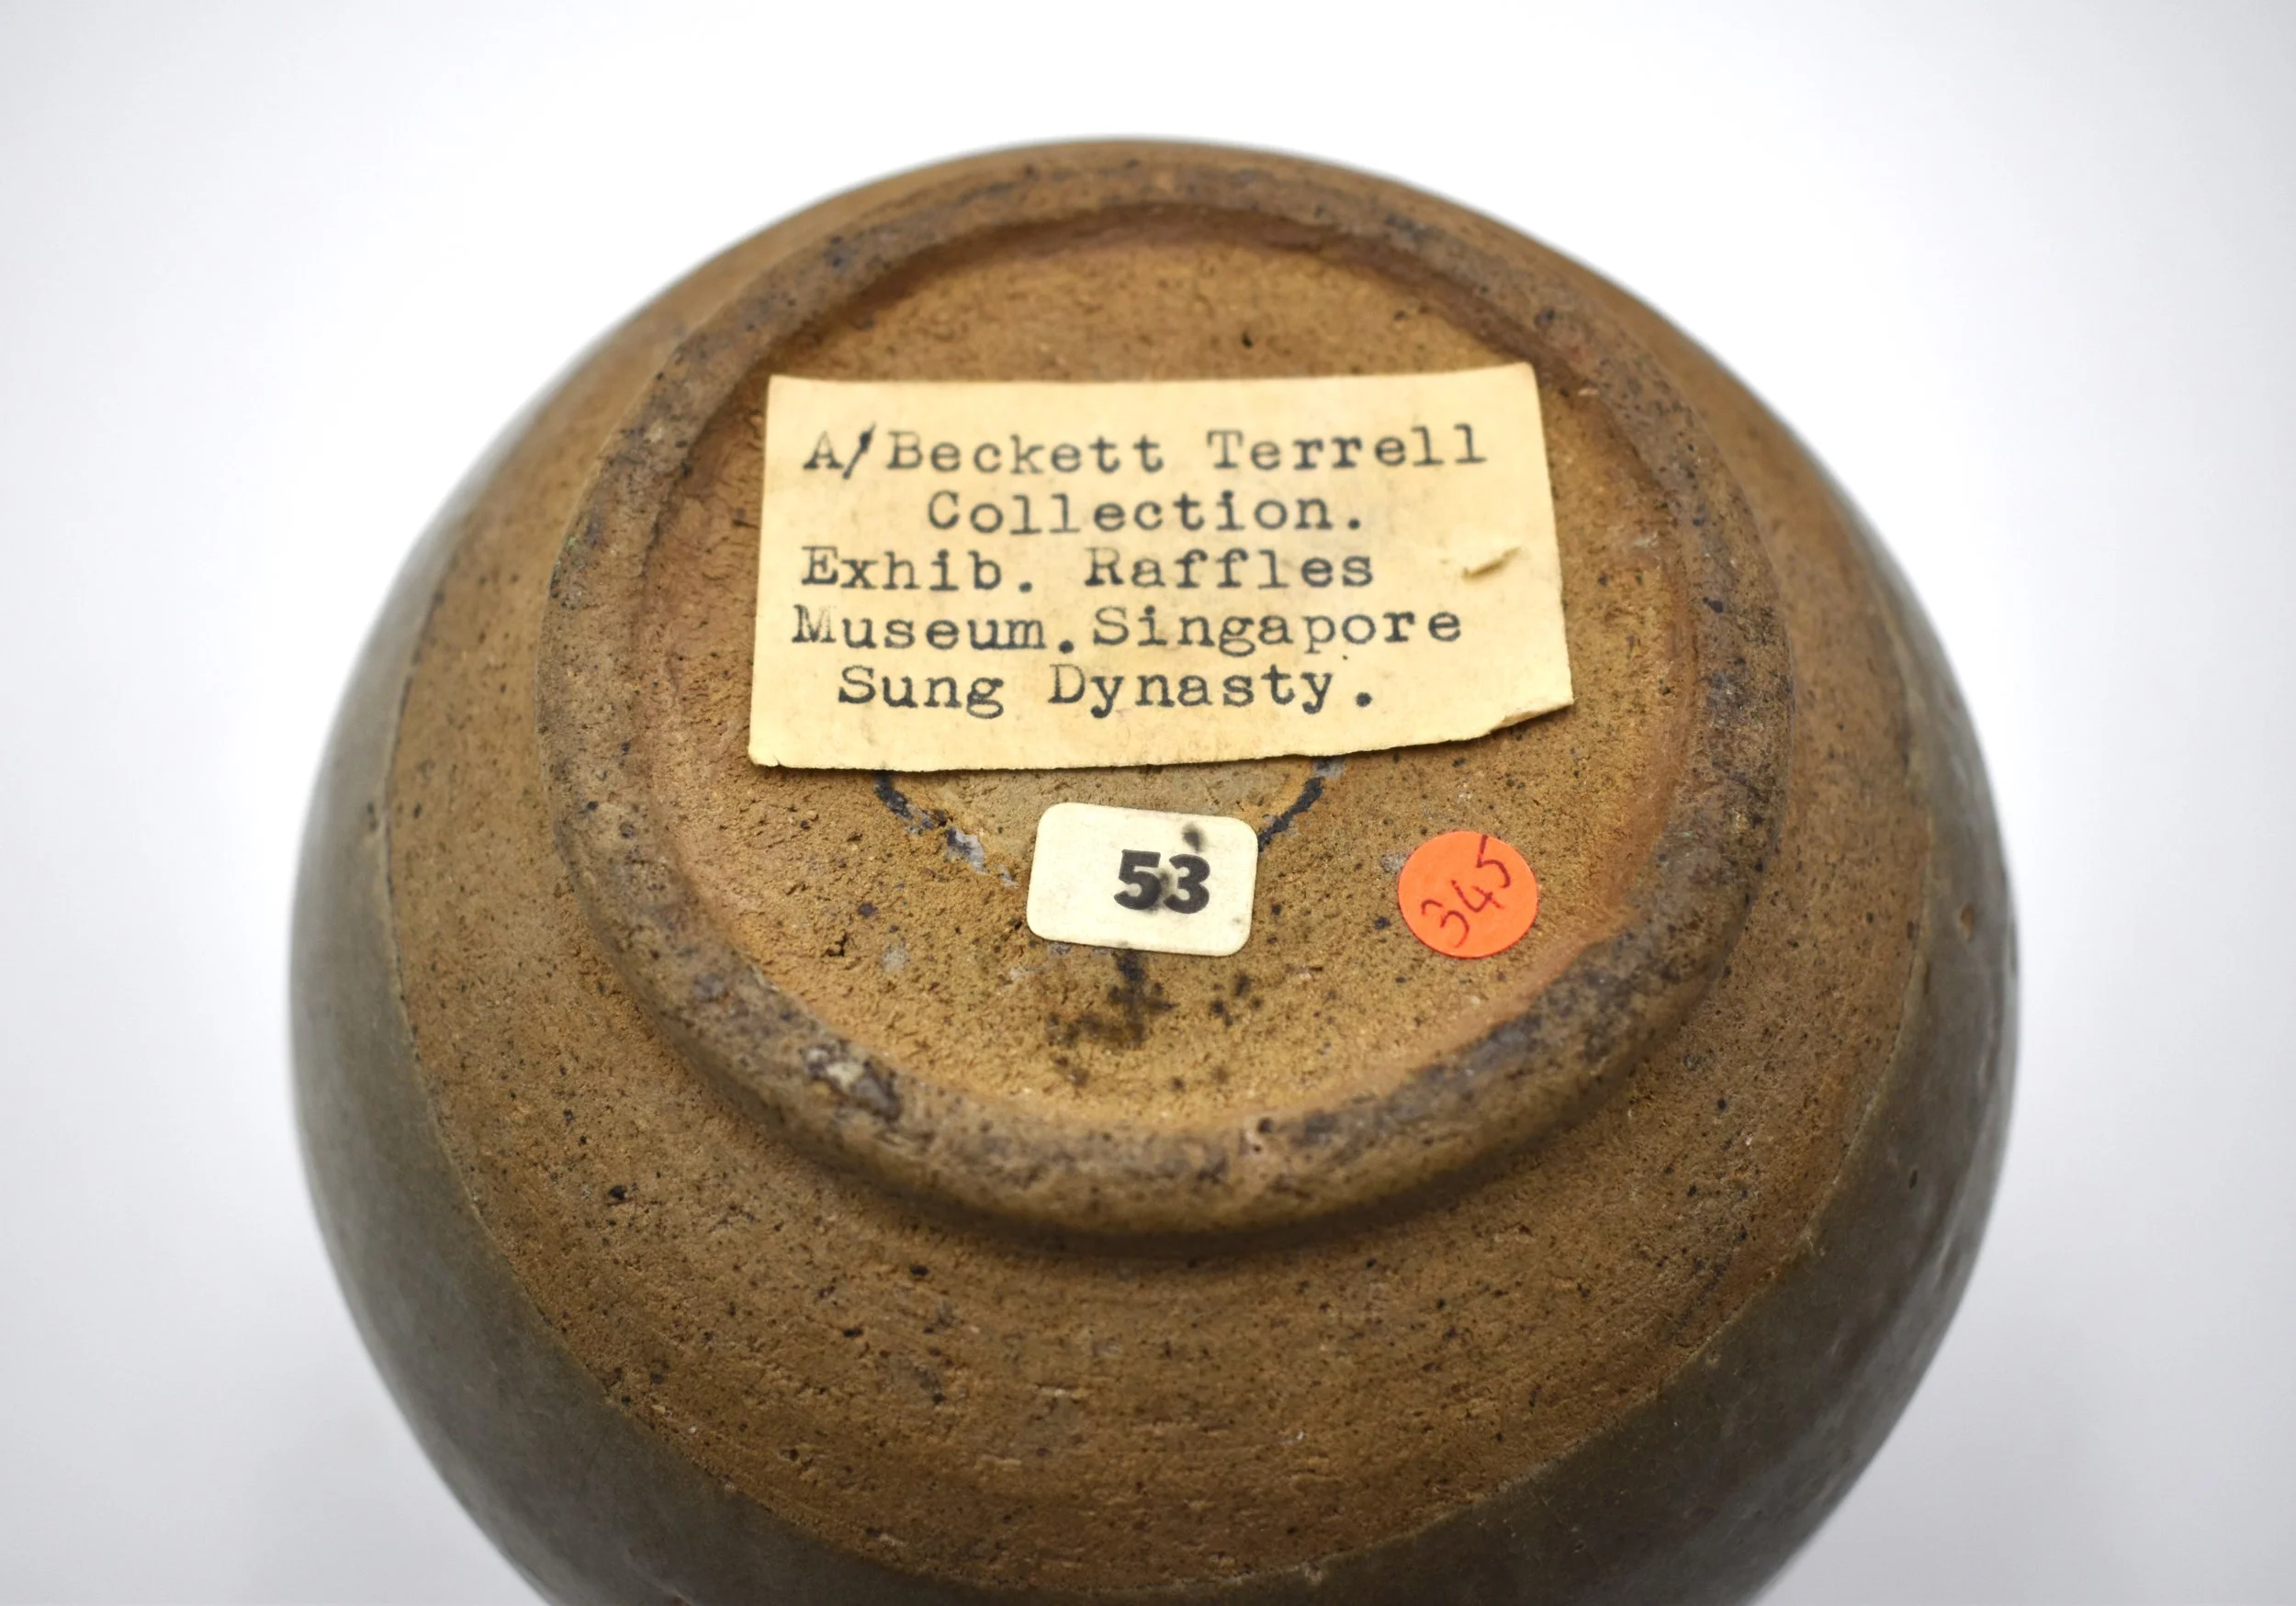 A/Beckett Terrell
Collection.
Exhib. Raffles
Museum. Singapore
Sung Dynasty.
53
345